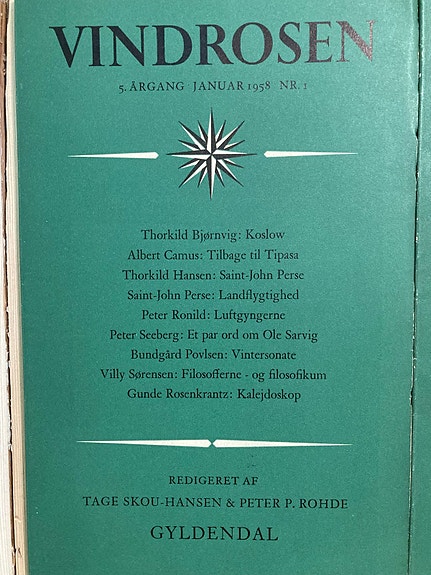 VINDROSEN
5. ÅRGANG JANUAR 1958 NR. 1
Thorkild Bjørnvig: Koslow
Albert Camus: Tilbage til Tipasa
Thorkild Hansen: Saint-John Perse
Saint-John Perse: Landflygtighed
Peter Ronild: Luftgyngerne
Peter Seeberg: Et par ord om Ole Sarvig
Bundgård Povlsen: Vintersonate
Villy Sørensen: Filosofferne - og filosofikum
Gunde Rosenkrantz: Kalejdoskop
REDIGERET AF
TAGE SKOU-HANSEN & PETER P. ROHDE
GYLDENDAL